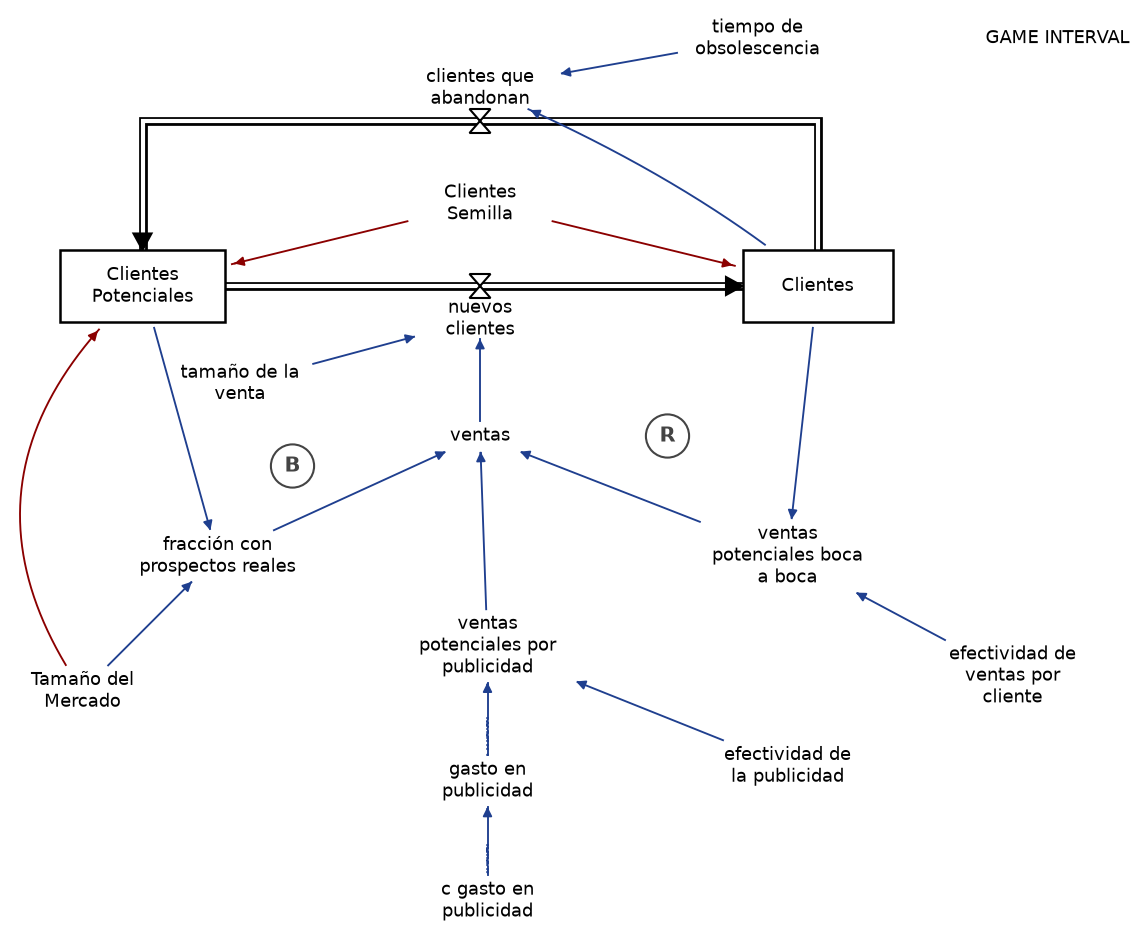 tiempo de
obsolescencia
GAME INTERVAL
clientes que
abandonan
Clientes
Semilla
Clientes
Potenciales
Clientes
nuevos
clientes
tamaño de la
venta
ventas
R
B
ventas
potenciales boca
a boca
fracción con
prospectos reales
ventas
potenciales por
publicidad
efectividad de
ventas por
cliente
Tamaño del
Mercado
efectividad de
la publicidad
gasto en
publicidad
c gasto en
publicidad